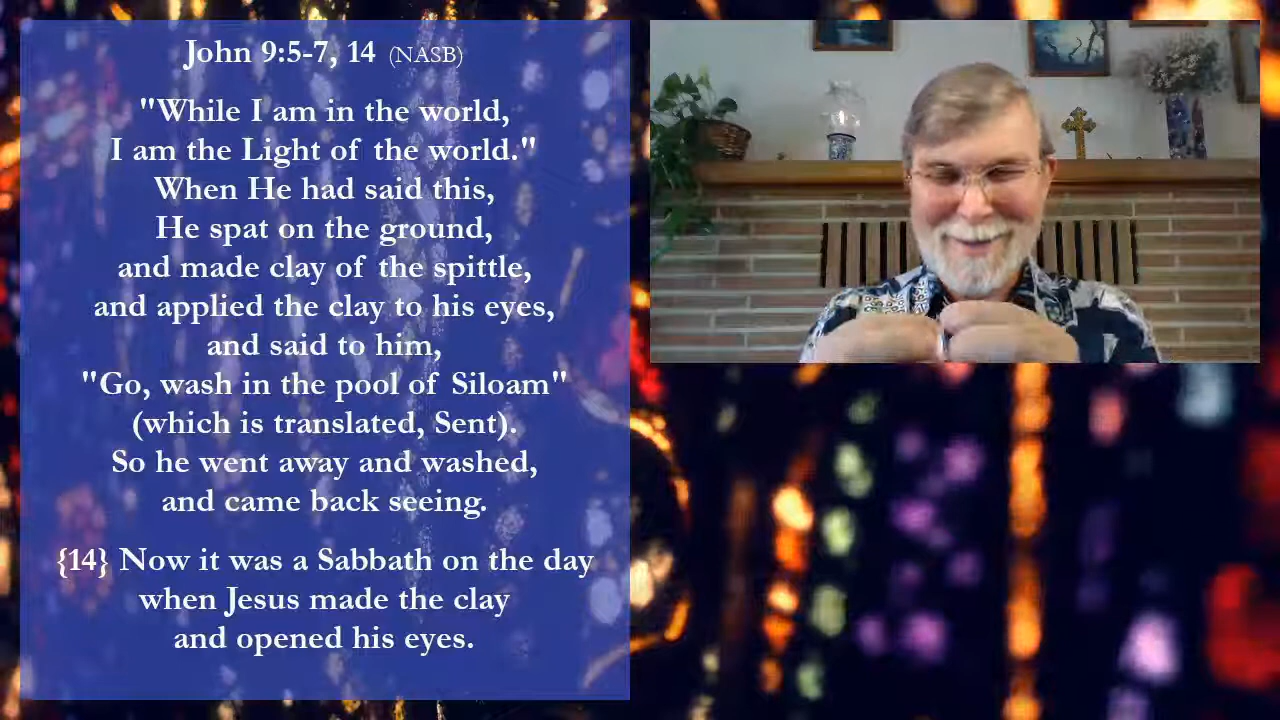 John 9:5-7, 14 (NASB)
"While I am in the world,
I am the Light of the world."
When He had said this,
He spat on the ground,
and made clay of the spittle,
and applied the clay to his eyes,
and said to him,
"Go, wash in the pool of Siloam"
(which is translated, Sent).
So he went away and washed,
and came back seeing.
{14} Now it was a Sabbath on the day
when Jesus made the clay
and opened his eyes.